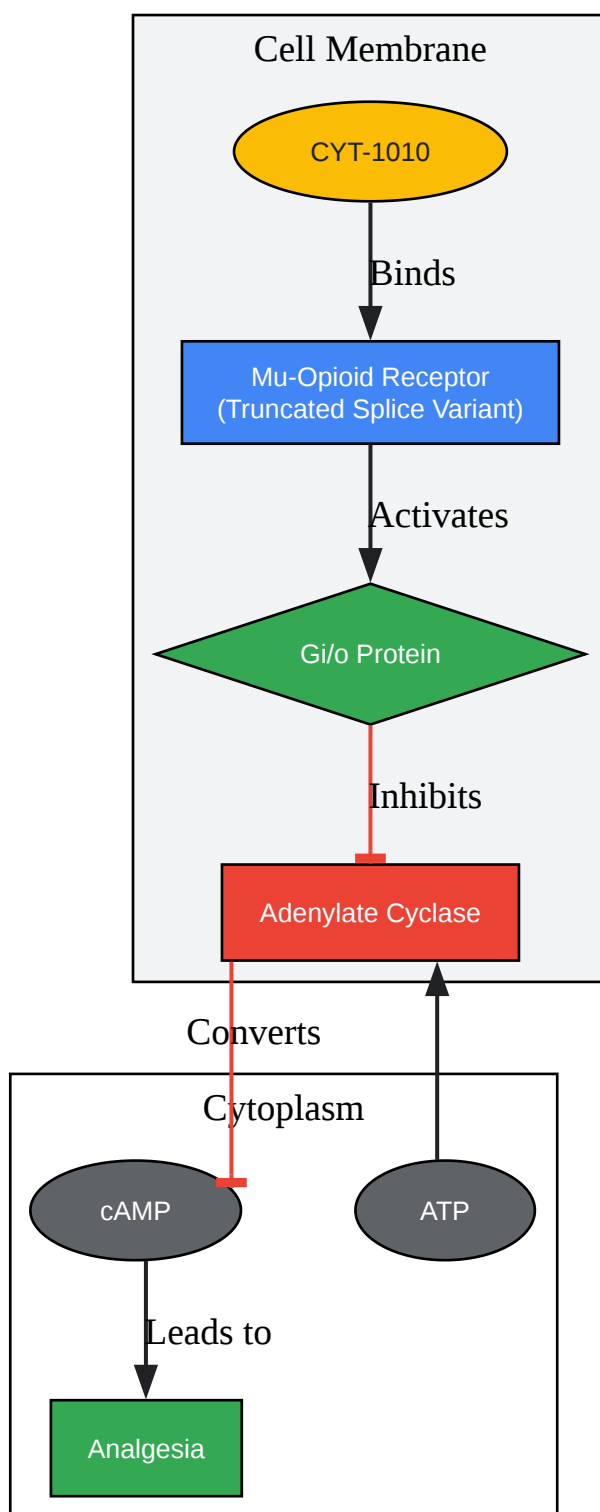 Cell Membrane
CYT-1010
Binds
Mu-Opioid Receptor
(Truncated Splice Variant)
Activates
Gi/o Protein
Inhibits
Adenylate Cyclase
Converts
Cytoplasm
cAMP
ATP
Leads to
Analgesia